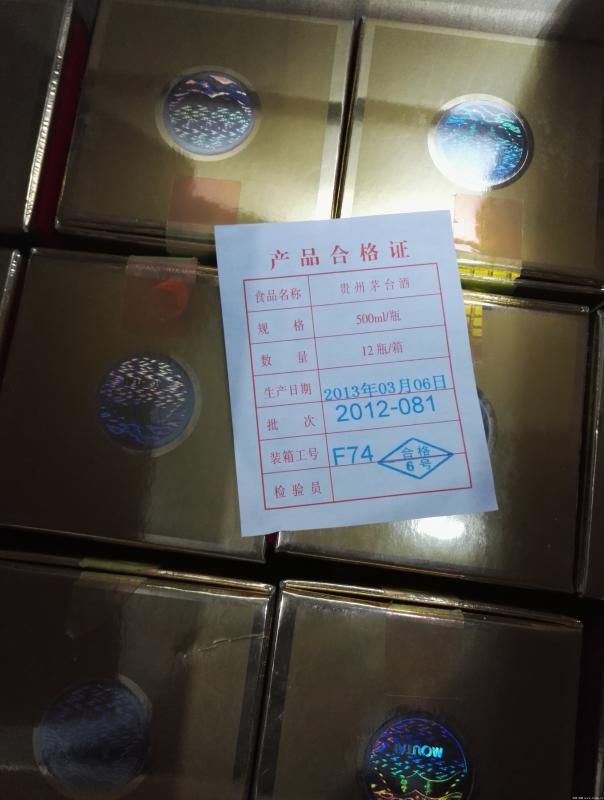 产品合格证
食品名称 贵州茅台酒
规 格 500ml/瓶
数 量 12瓶/箱
生产日期 2013年03月06日
批 次 2012-081
装箱工号 F74
合格
6号
检验员
MOUTAI